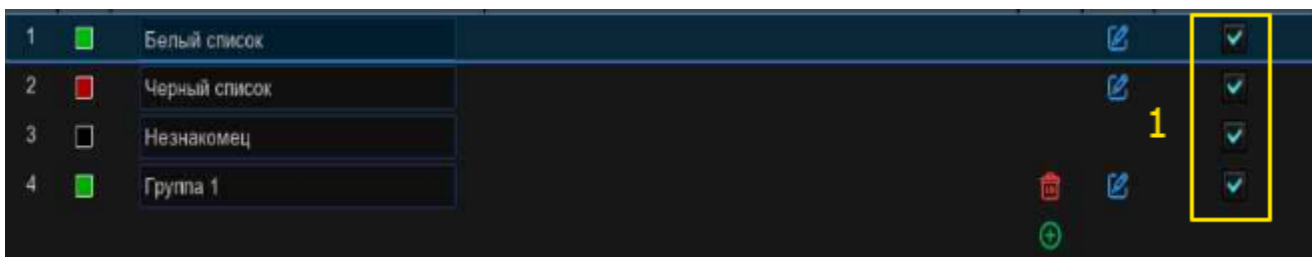 1 Белый список
2 Черный список
3 Незнакомец
1
4 Группа 1